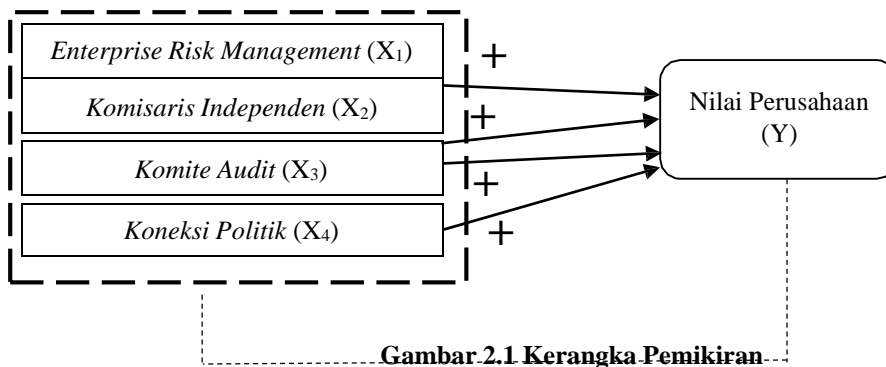 Enterprise Risk Management (X₁)
+
Komisaris Independen (X₂)
+
Komite Audit (X₃)
+
Koneksi Politik (X₄)
+
Nilai Perusahaan
(Y)
Gambar 2.1 Kerangka Pemikiran